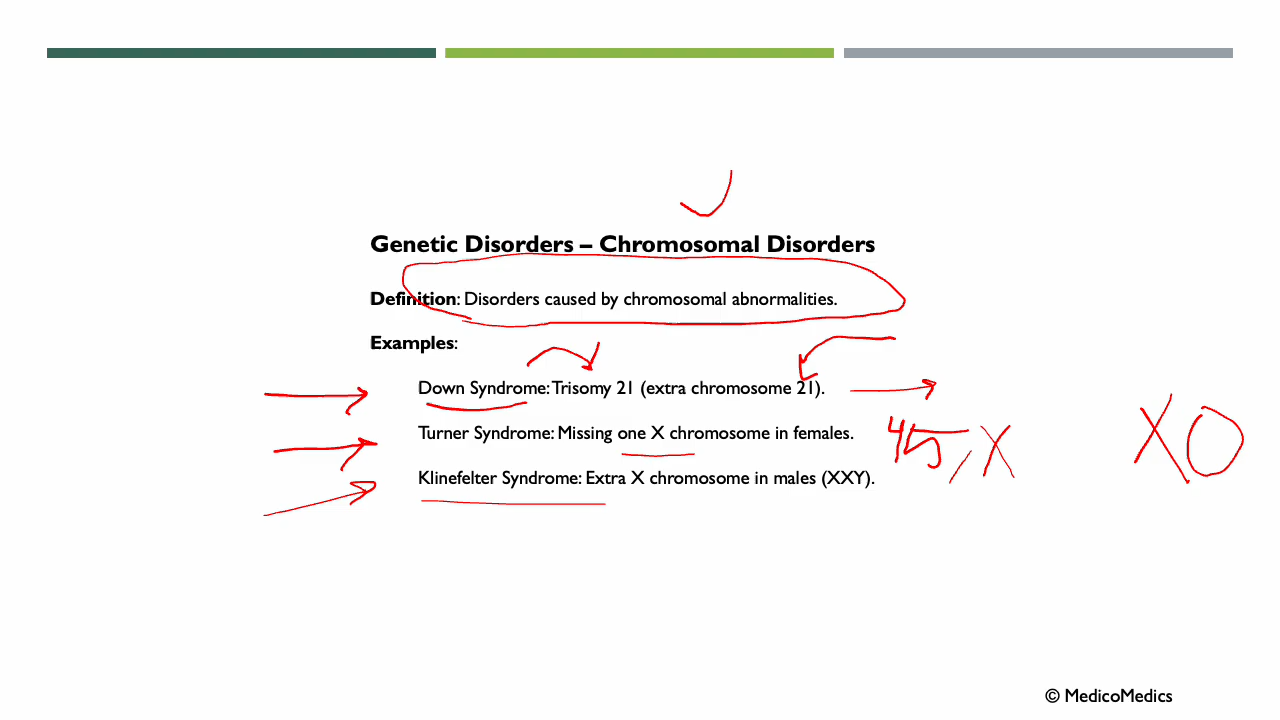 Genetic Disorders – Chromosomal Disorders
Definition: Disorders caused by chromosomal abnormalities.
Examples:
Down Syndrome: Trisomy 21 (extra chromosome 21).
Turner Syndrome: Missing one X chromosome in females. 45, X XO
Klinefelter Syndrome: Extra X chromosome in males (XXY).
© MedicoMedics